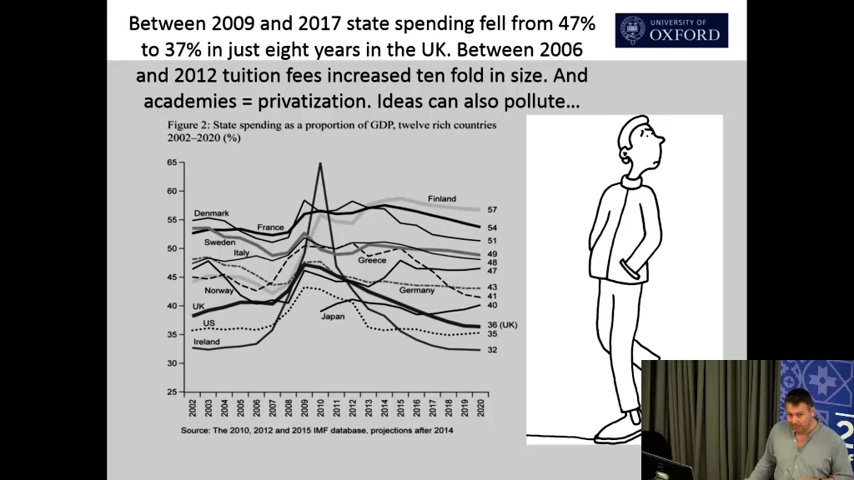 Between 2009 and 2017 state spending fell from 47%
to 37% in just eight years in the UK. Between 2006
and 2012 tuition fees increased ten fold in size. And
academies = privatization. Ideas can also pollute…
UNIVERSITY OF
OXFORD
Figure 2: State spending as a proportion of GDP, twelve rich countries
2002–2020 (%)
65
60
55
50
45
40
35
30
25
Denmark
France
Finland
Sweden
Italy
Greece
Norway
Germany
UK
US
Japan
Ireland
57
54
51
49
48
47
43
41
40
36 (UK)
35
32
2002
2003
2004
2005
2006
2007
2008
2009
2010
2011
2012
2013
2014
2015
2016
2017
2018
2019
2020
Source: The 2010, 2012 and 2015 IMF database, projections after 2014
2